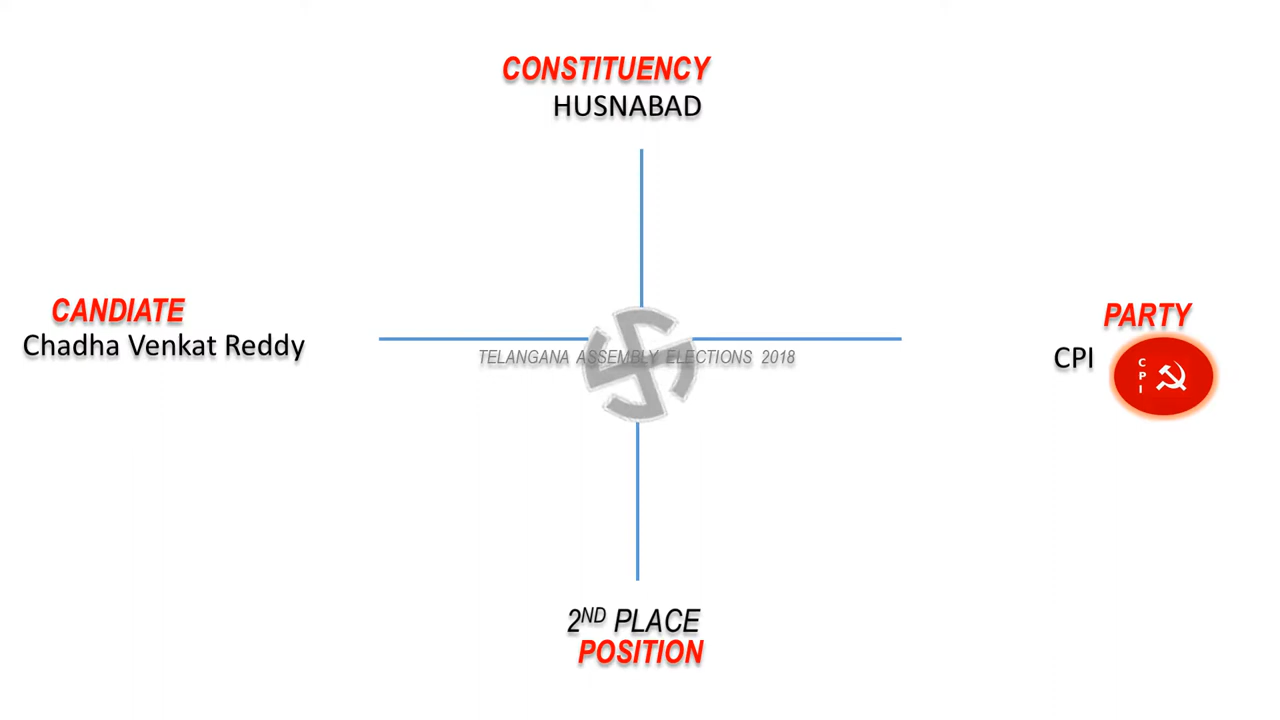 CONSTITUENCY
HUSNABAD
CANDIATE
Chadha Venkat Reddy
TELANGANA ASSEMBLY ELECTIONS 2018
PARTY
CPI
C
P
I
2ND PLACE
POSITION